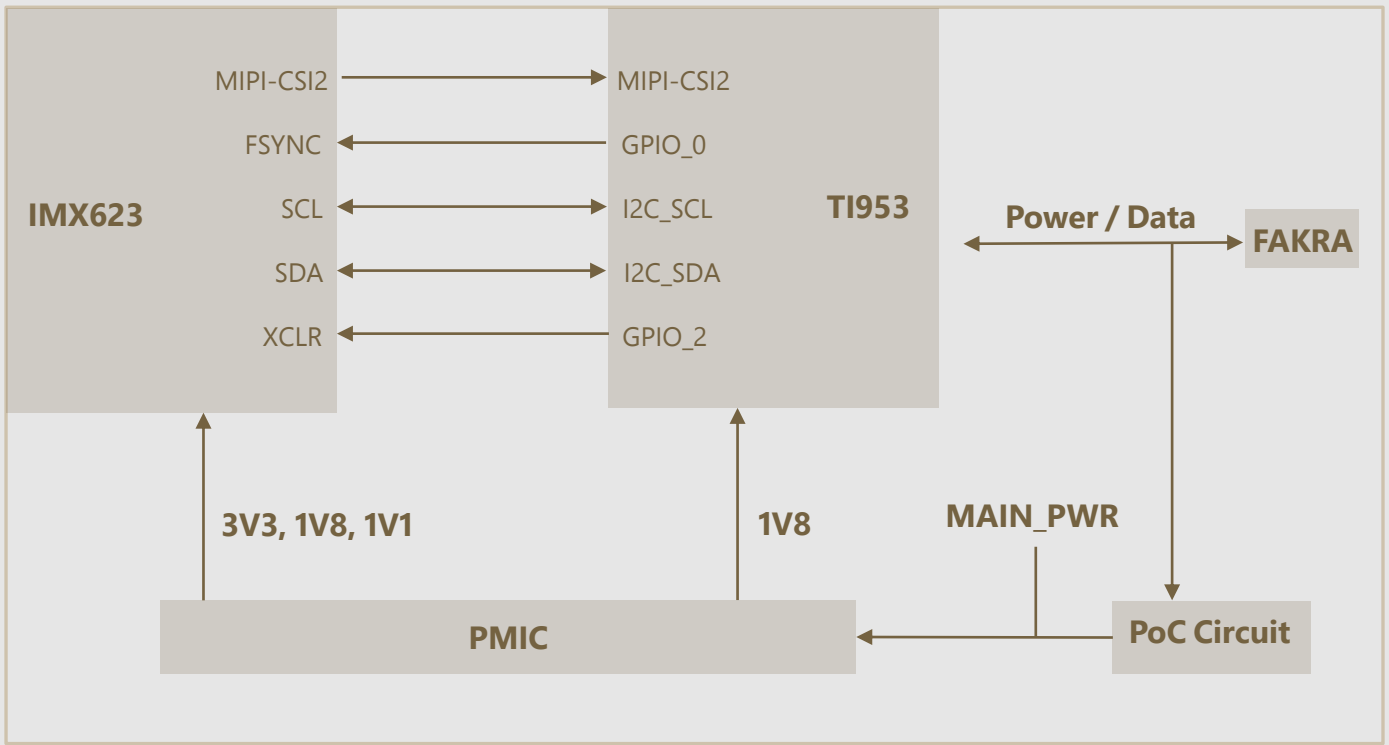 MIPI-CSI2
MIPI-CSI2
FSYNC
GPIO_0
IMX623
SCL
I2C_SCL
TI953
Power / Data
FAKRA
SDA
I2C_SDA
XCLR
GPIO_2
3V3, 1V8, 1V1
1V8
MAIN_PWR
PMIC
PoC Circuit